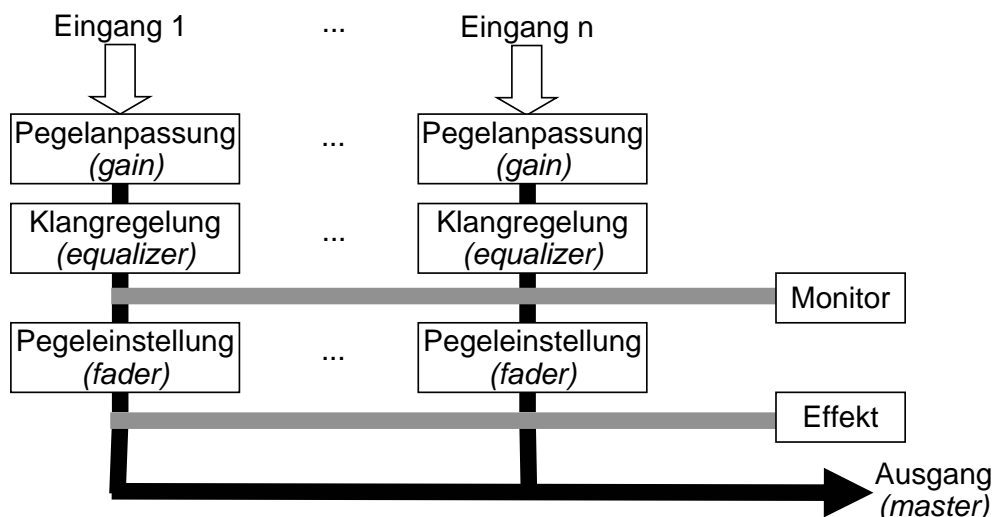 Eingang 1 ... Eingang n
Pegelanpassung ... Pegelanpassung
(gain) (gain)
Klangregelung ... Klangregelung
(equalizer) (equalizer)
Monitor
Pegeleinstellung ... Pegeleinstellung
(fader) (fader)
Effekt
Ausgang
(master)